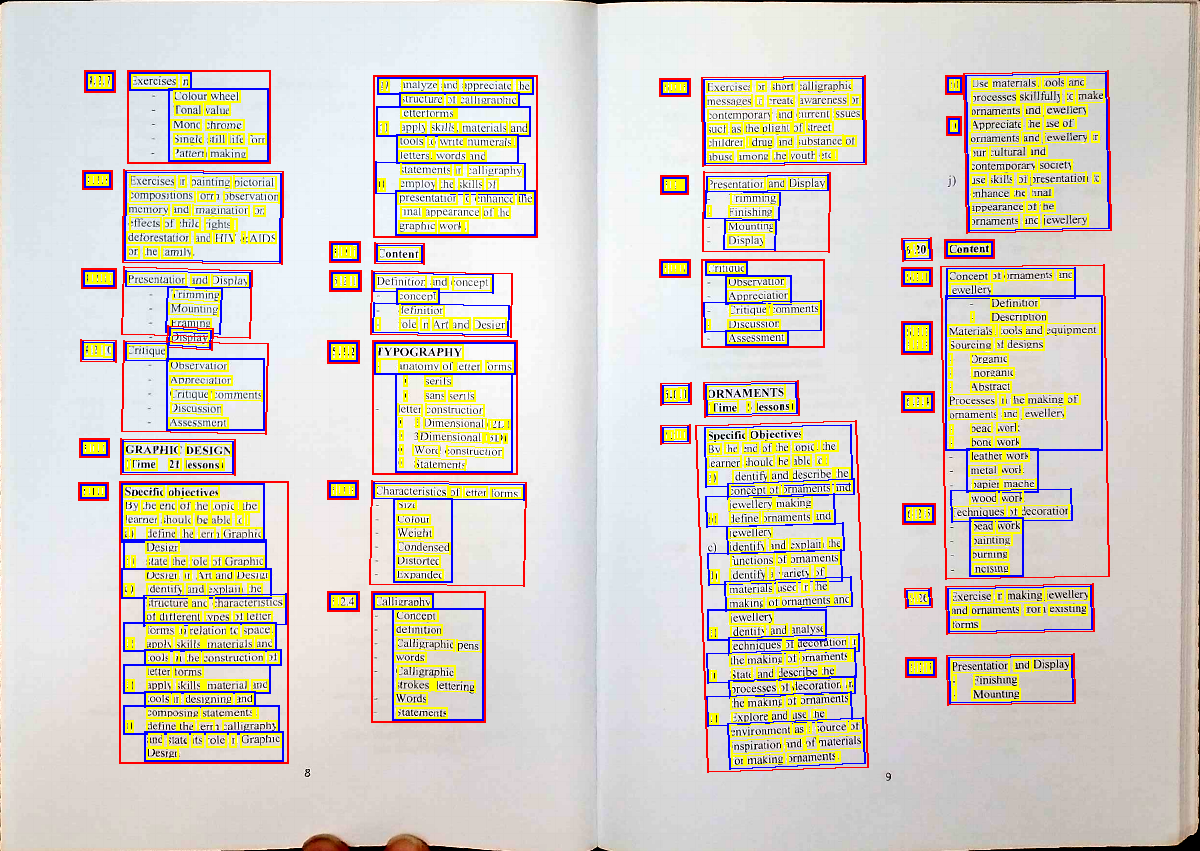 4.2.7 Exercises in
- Colour wheel
- Tonal value
- Mono chrome
- Single still life form
- Pattern making
Exercises in painting pictorial
compositions form observation
memory and imagination on
effects of child rights
deforestation and HIV &AIDS
or the family.
Presentation and Display
- Trimming
- Mounting
- Framing
- Display
Critique
- Observation
- Appreciation
- Critique comments
- Discussion
- Assessment
GRAPHIC DESIGN
Time 21 lessons)
Specific objectives
By the end of the topic, the
learner should be able to
define the term Graphic
Design
state the role of Graphic
Design in Art and Design
identify and explain the
structure and characteristics
of different types of letter
forms in relation to space.
apply skills materials and
tools in the construction of
letter forms
apply skills, material and
tools in designing and
composing statements.
define the term calligraphy
and state its role in Graphic
Design.
8
analyze and appreciate the
structure of calligraphic
letterforms
apply skills, materials and
tools to write numerals
letters, words and
statements in calligraphy
employ the skills of
presentation to enhance the
final appearance of the
graphic work.
Content
Definition and concept
- concept
- definition
role in Art and Design
TYPOGRAPHY
anatomy of letter forms
serifs
sans serifs
- letter construction
2 Dimensional (2D)
3Dimensional (3D)
Word construction
Statements
Characteristics of letter forms
- Size
- Colour
- Weight
- Condensed
- Distorted
- Expanded
5.2.4 Calligraphy
- Concept
- definition
- Calligraphic pens
- words
- Calligraphic
- strokes lettering
- Words
- Statements
Exercises on short calligraphic
messages to create awareness on
contemporary and current issues
such as the plight of street
children, drug and substance of
abuse among the youth etc
Presentation and Display
- Trimming
- Finishing
- Mounting
- Display
Critique
- Observation
- Appreciation
- Critique comments
- Discussion
- Assessment
ORNAMENTS
Time lessons)
Specific Objectives
By the end of the topic, the
learner should be able to
identify and describe the
concept of ornaments and
jewellery making
define ornaments and
jewellery
c) identify and explain the
functions of ornaments
identify a variety of
materials used in the
making of ornaments and
jewellery
identify and analyse
techniques of decoration in
the making of ornaments
State and describe the
processes of decoration in
the making of ornaments
Explore and use the
environment as a source of
inspiration and of materials
for making ornaments.
9
Use materials, tools and
processes skillfully to make
ornaments and jewellery
Appreciate the use of
ornaments and jewellery in
our cultural and
contemporary society
j) use skills of presentation to
enhance the final
appearance of the
ornaments and jewellery
6.20 Content
Concept of ornaments and
jewellery
- Definition
- Description
Materials, tools and equipment
Sourcing of designs
Organic
Inorganic
Abstract
Processes in the making of
ornaments and jewellery
bead work
bone work
- leather work
- metal work
- papier mache
- wood work
Techniques of decoration
- bead work
- painting
- burning
- incising
Exercise in making jewellery
and ornaments from existing
forms
Presentation and Display
Finishing
Mounting